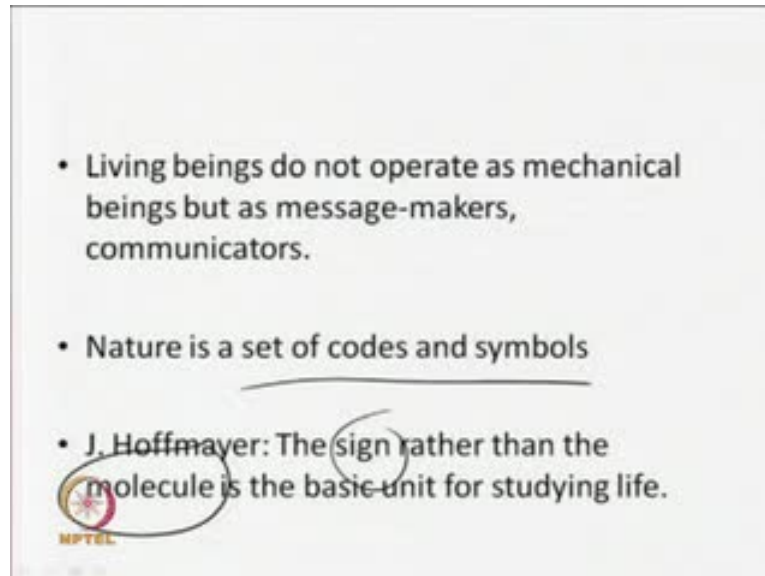 • Living beings do not operate as mechanical
beings but as message-makers,
communicators.
• Nature is a set of codes and symbols
• J. Hoffmayer: The sign rather than the
molecule is the basic unit for studying life.
NPTEL